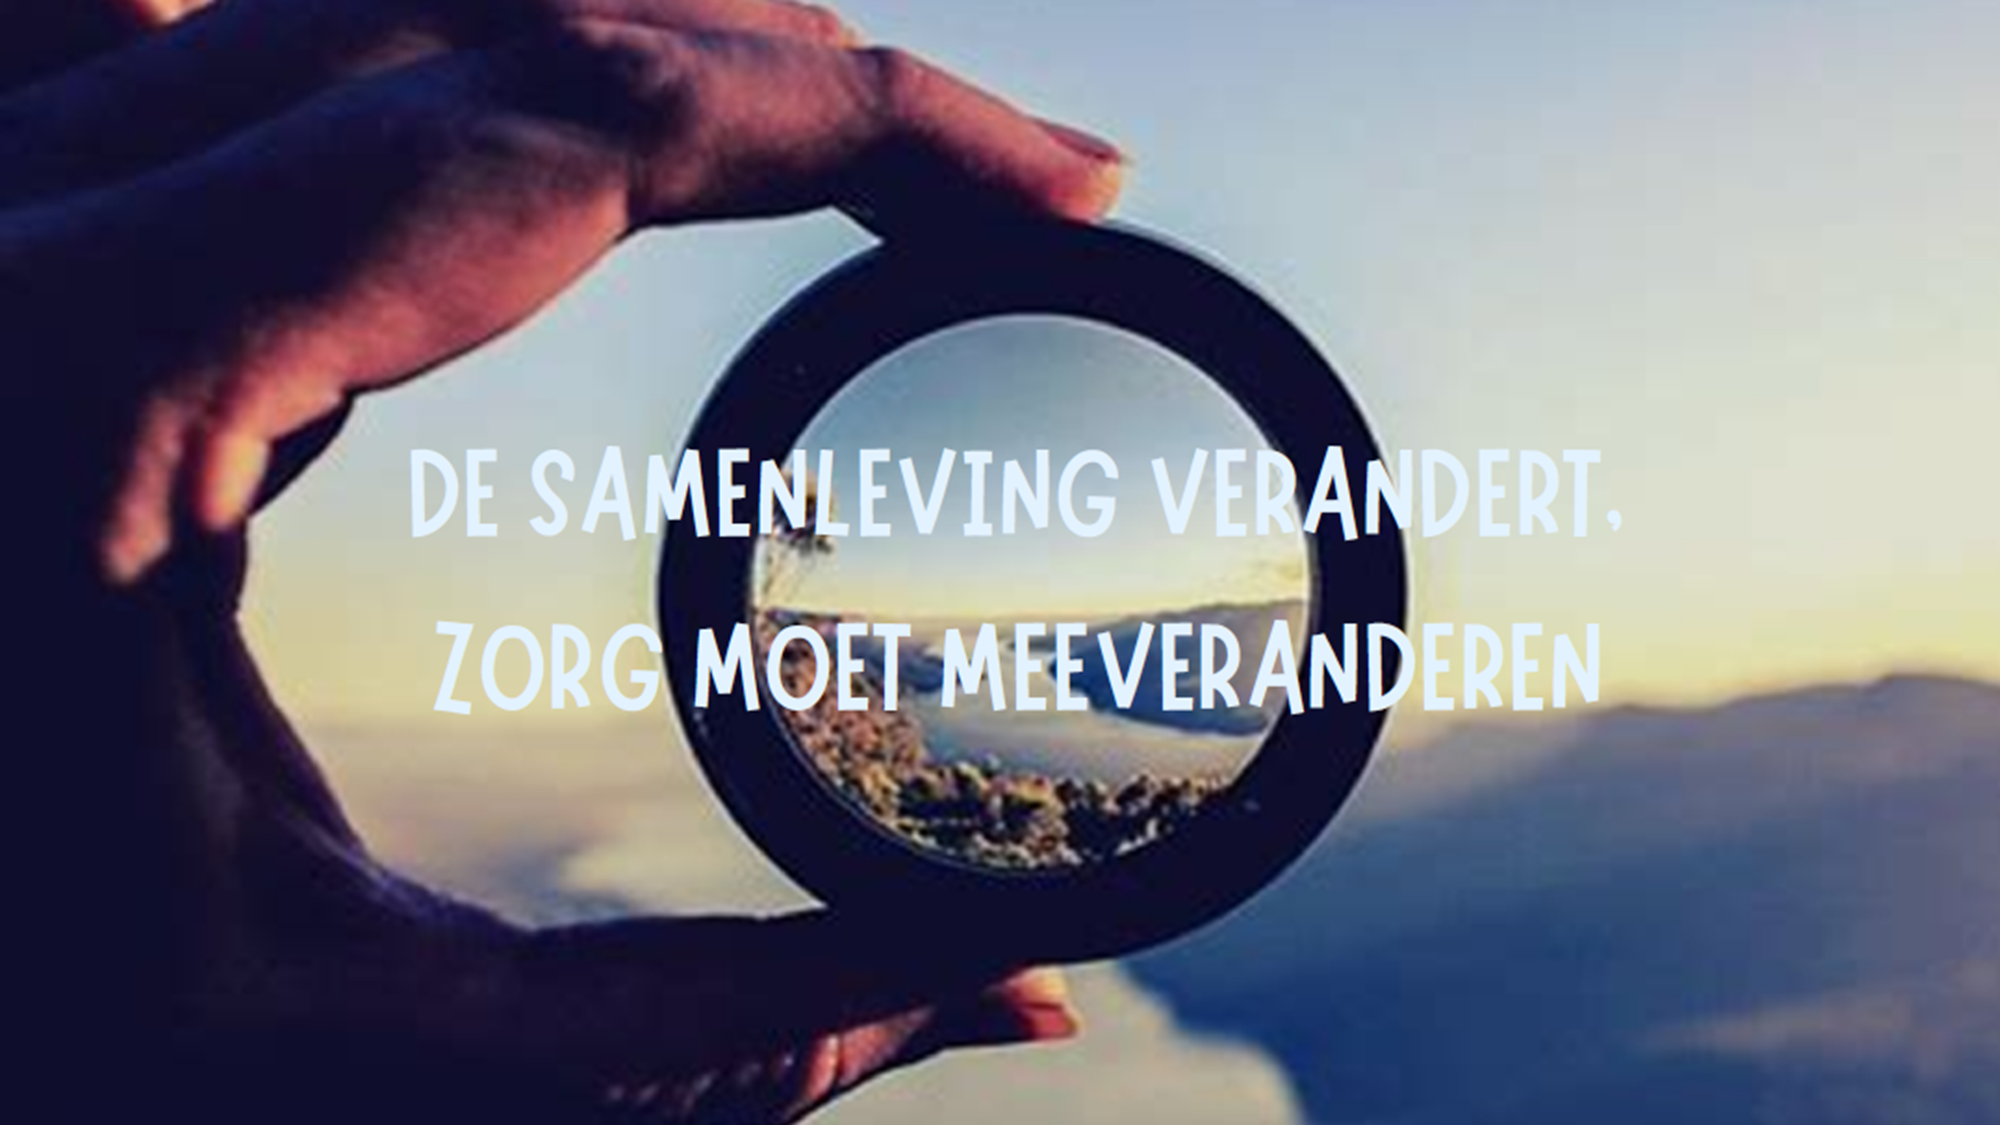 DE SAMENLEVING VERANDERT,
ZORG MOET MEEVERANDEREN